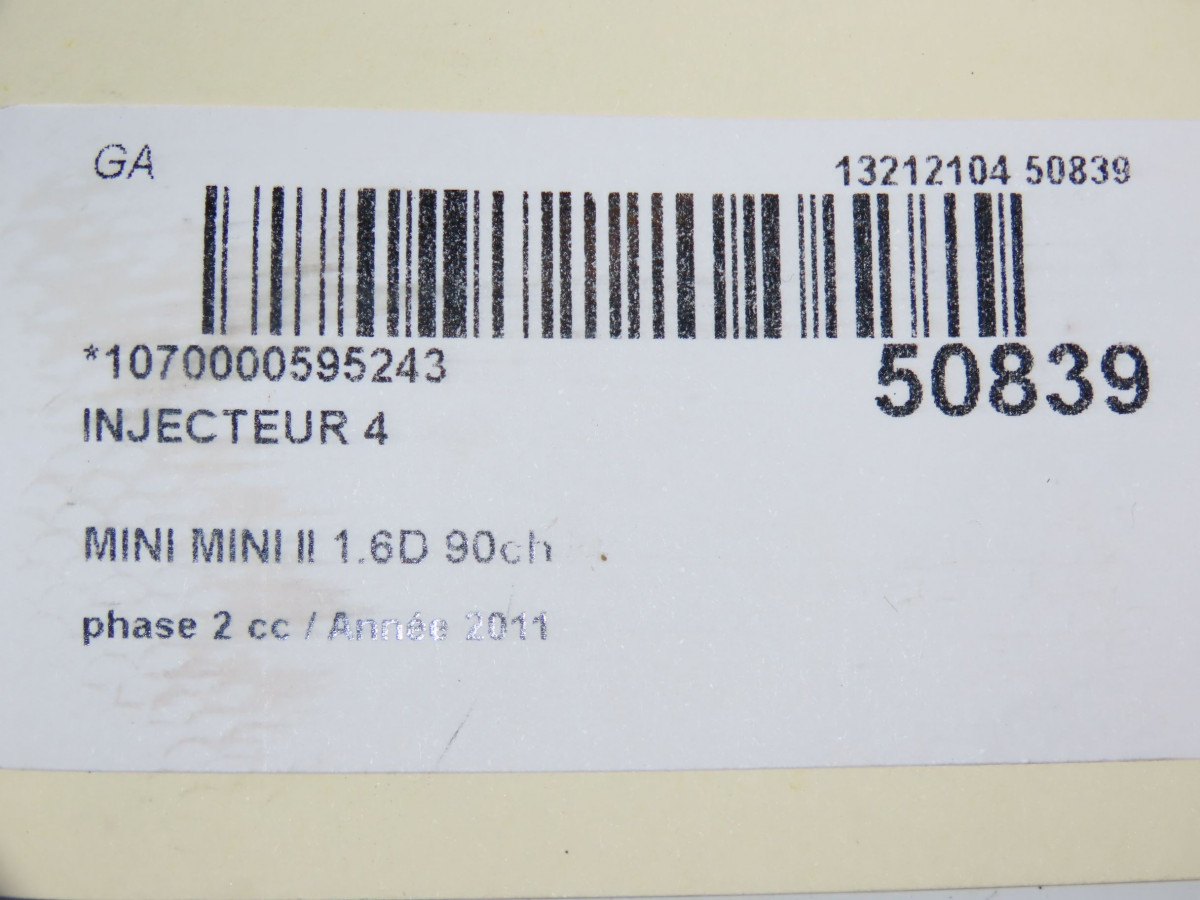 GA
13212104 50839
*1070000595243
50839
INJECTEUR 4
MINI MINI II 1.6D 90ch
phase 2 cc / Année 2011